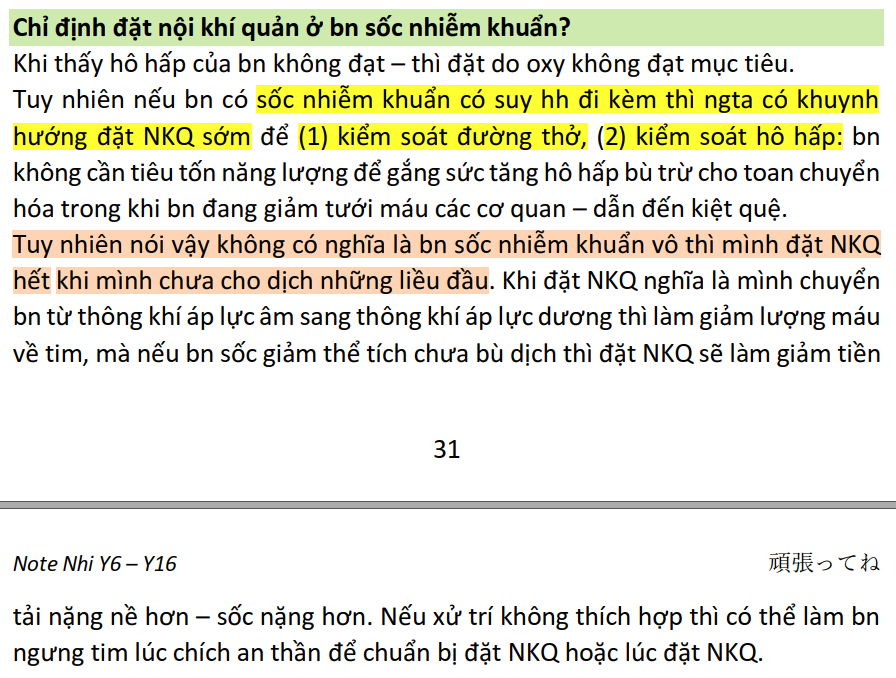 Chỉ định đặt nội khí quản ở bn sốc nhiễm khuẩn?
Khi thấy hô hấp của bn không đạt – thì đặt do oxy không đạt mục tiêu.
Tuy nhiên nếu bn có sốc nhiễm khuẩn có suy hh đi kèm thì ngta có khuynh
hướng đặt NKQ sớm để (1) kiểm soát đường thở, (2) kiểm soát hô hấp: bn
không cần tiêu tốn năng lượng để gắng sức tăng hô hấp bù trừ cho toan chuyển
hóa trong khi bn đang giảm tưới máu các cơ quan – dẫn đến kiệt quệ.
Tuy nhiên nói vậy không có nghĩa là bn sốc nhiễm khuẩn vô thì mình đặt NKQ
hết khi mình chưa cho dịch những liều đầu. Khi đặt NKQ nghĩa là mình chuyển
bn từ thông khí áp lực âm sang thông khí áp lực dương thì làm giảm lượng máu
về tim, mà nếu bn sốc giảm thể tích chưa bù dịch thì đặt NKQ sẽ làm giảm tiền
31
Note Nhi Y6 – Y16 頑張ってね
tải nặng nề hơn – sốc nặng hơn. Nếu xử trí không thích hợp thì có thể làm bn
ngưng tim lúc chích an thần để chuẩn bị đặt NKQ hoặc lúc đặt NKQ.